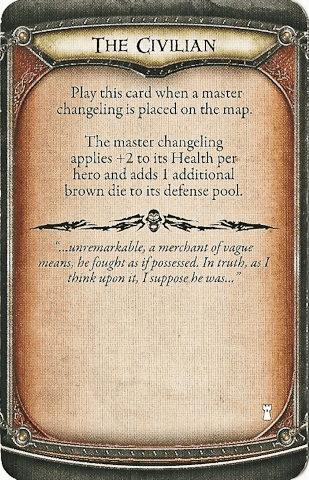 The Civilian
Play this card when a master
changeling is placed on the map.
The master changeling
applies +2 to its Health per
hero and adds 1 additional
brown die to its defense pool.
"...unremarkable, a merchant of vague
means, he fought as if possessed. In truth, as I
think upon it, I suppose he was..."